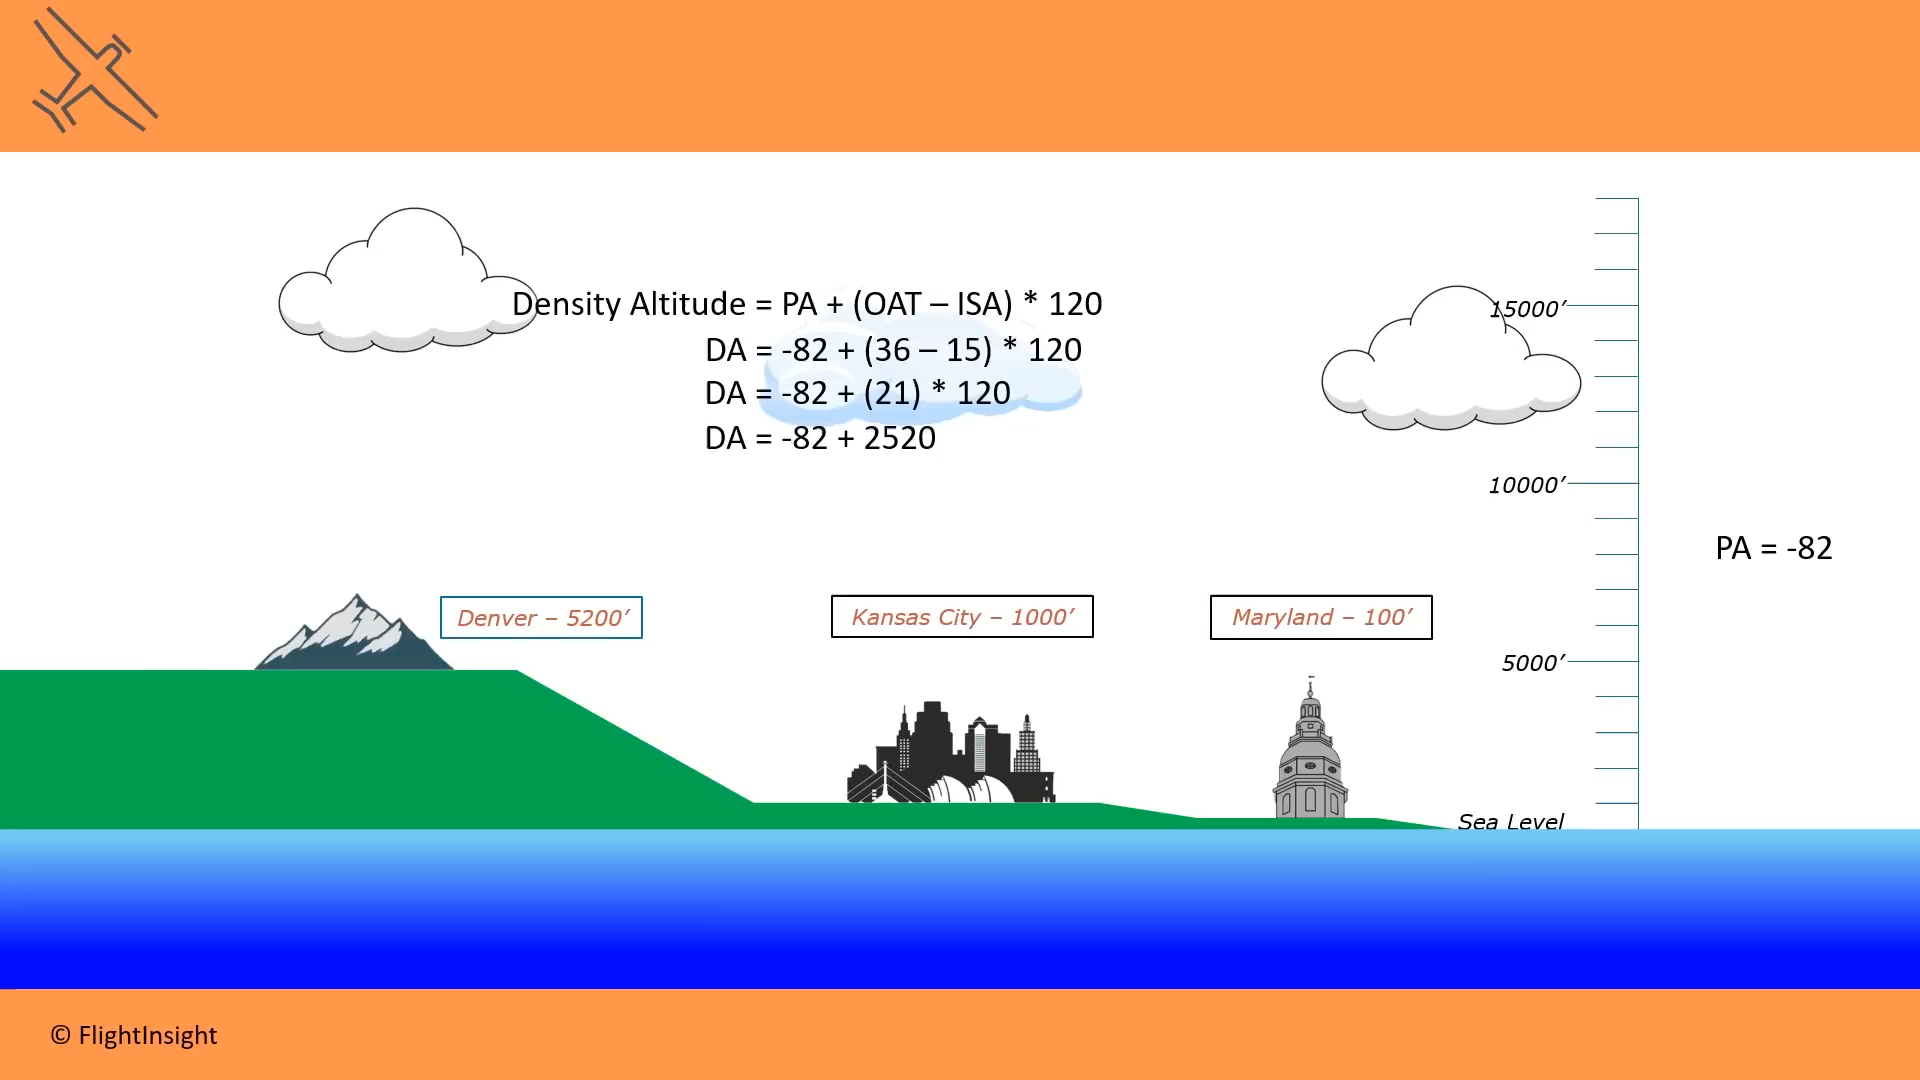 Density Altitude = PA + (OAT – ISA) * 120
DA = -82 + (36 – 15) * 120
DA = -82 + (21) * 120
DA = -82 + 2520
15000’
10000’
PA = -82
Denver – 5200’
Kansas City – 1000’
Maryland – 100’
5000’
Sea Level
© FlightInsight